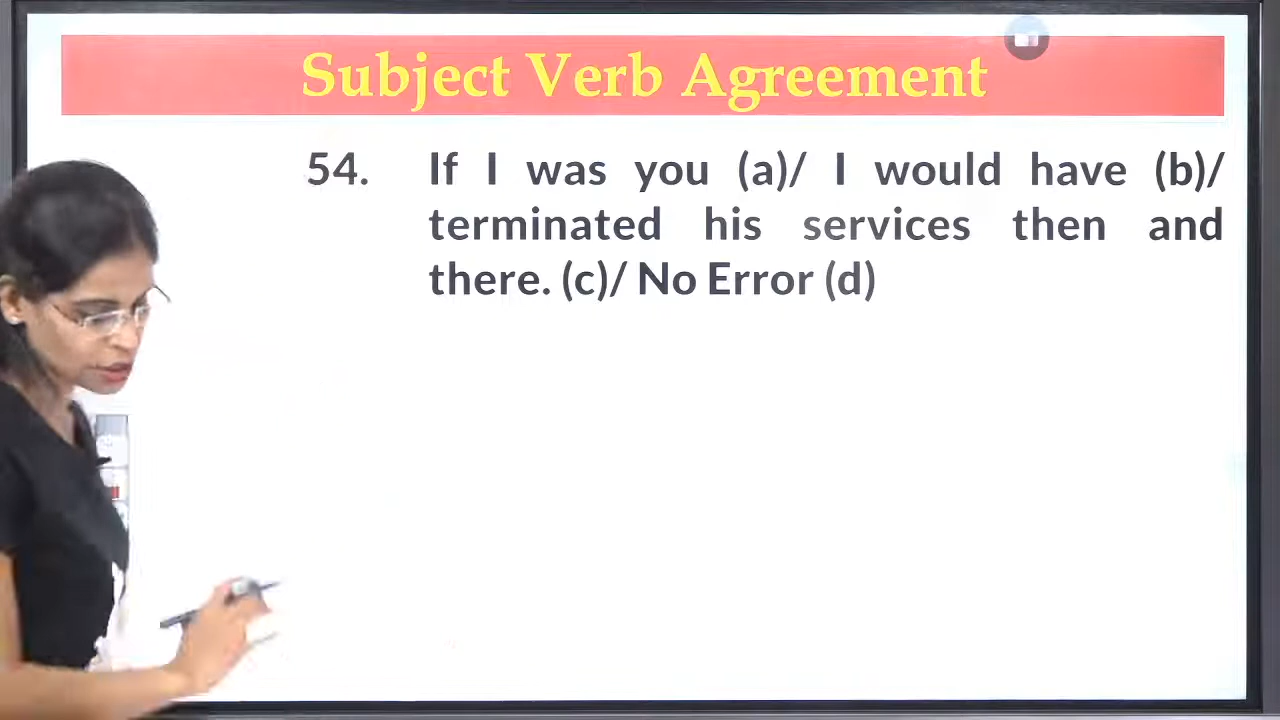 Subject Verb Agreement
54. If I was you (a)/ I would have (b)/
terminated his services then and
there. (c)/ No Error (d)